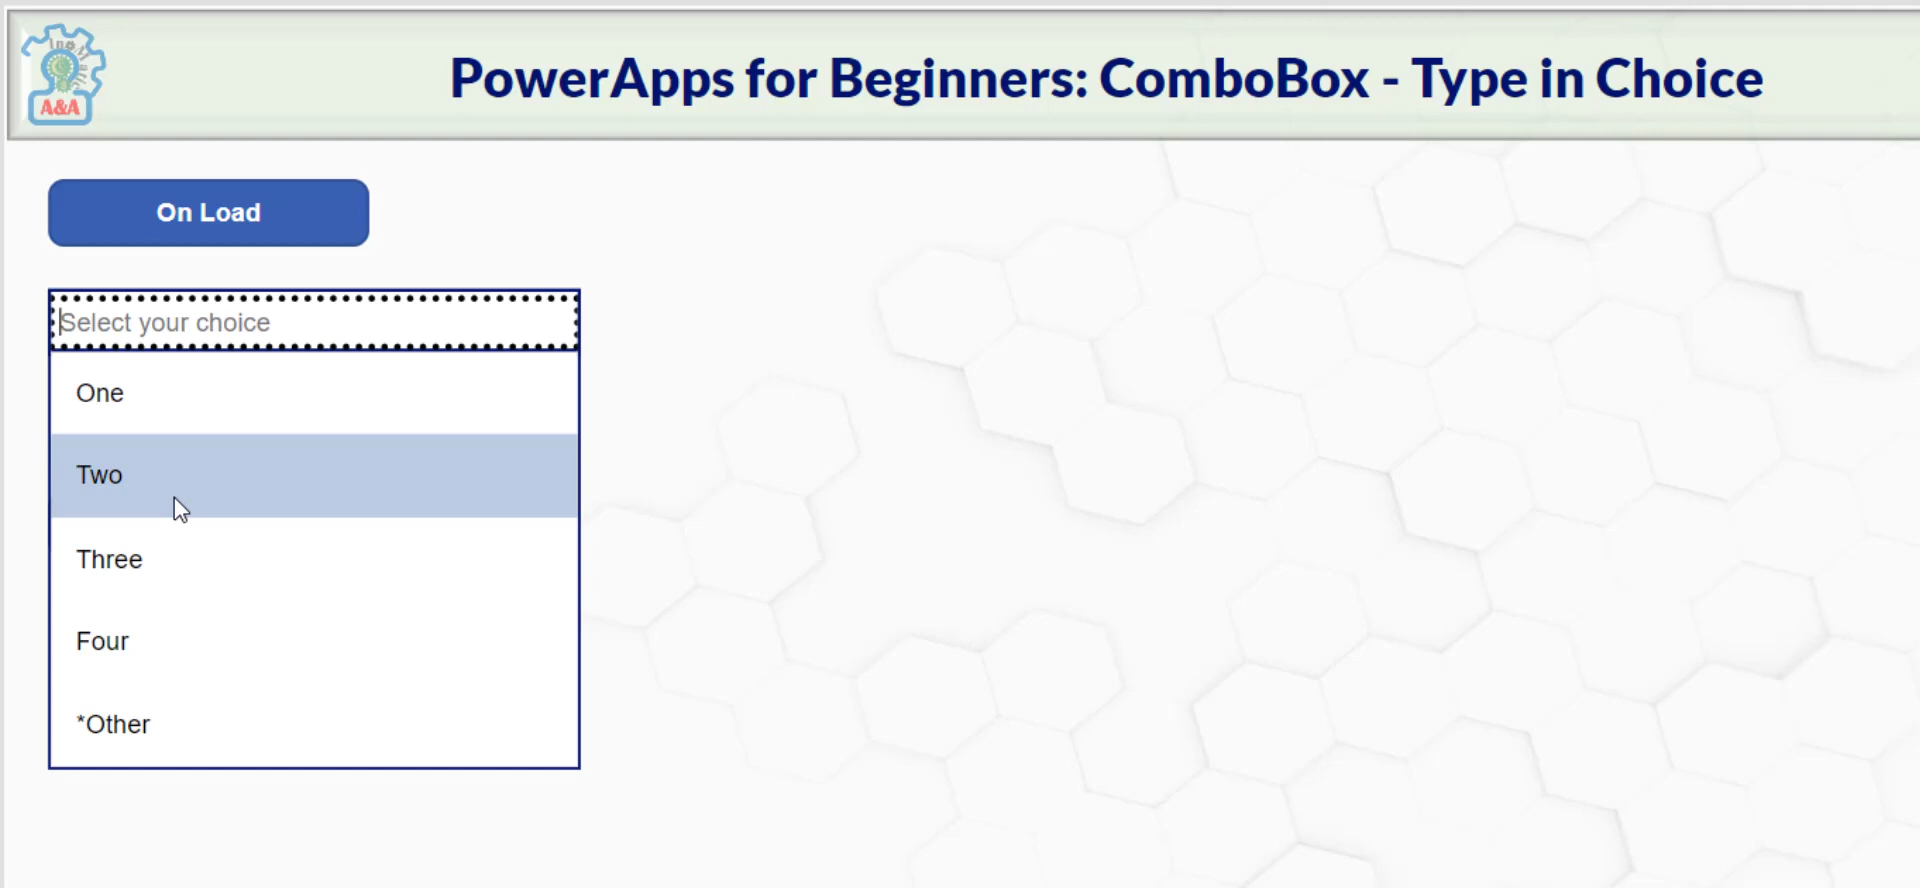 PowerApps for Beginners: ComboBox - Type in Choice
A&A
On Load
Select your choice
One
Two
Three
Four
*Other